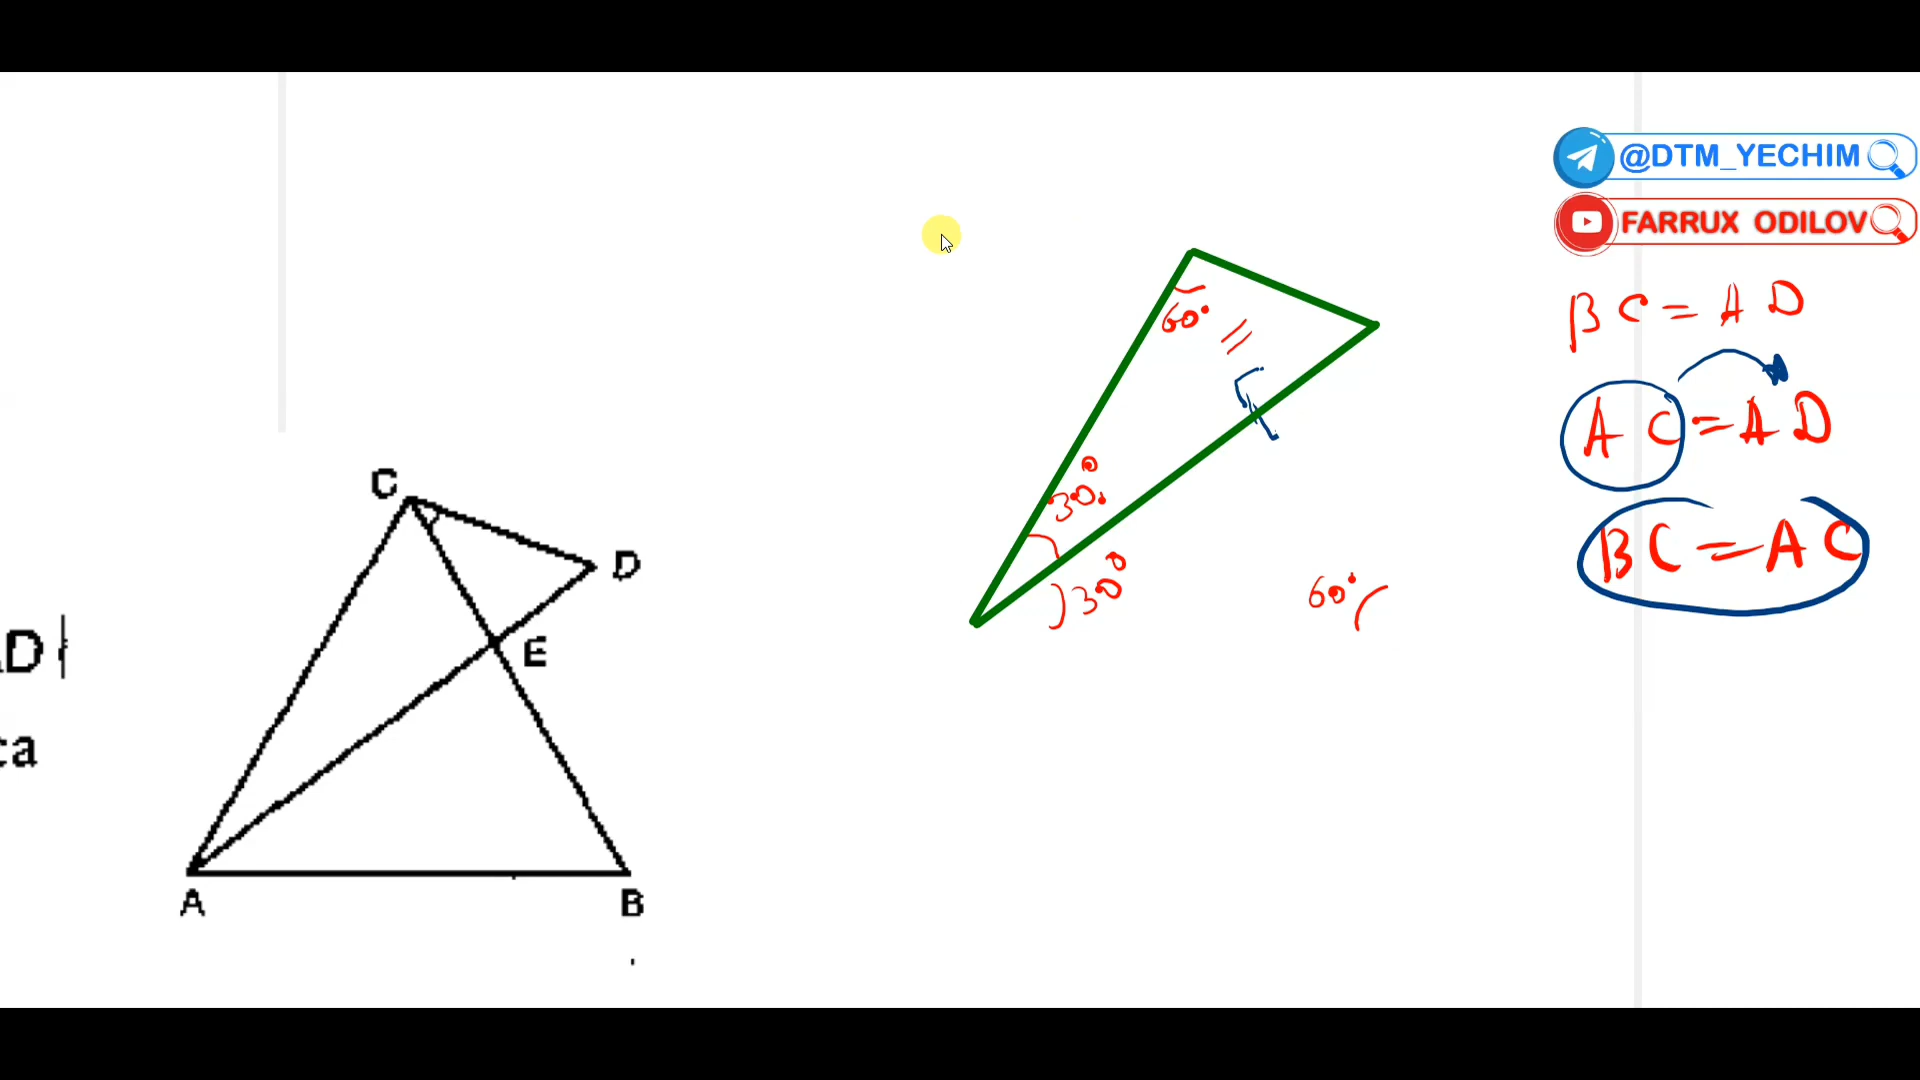 @DTM_YECHIM
FARRUX ODILOV
BC=AD
AC=AD
BC=AC
60°
30°
30°
60°
C
D
E
D
ca
A
B